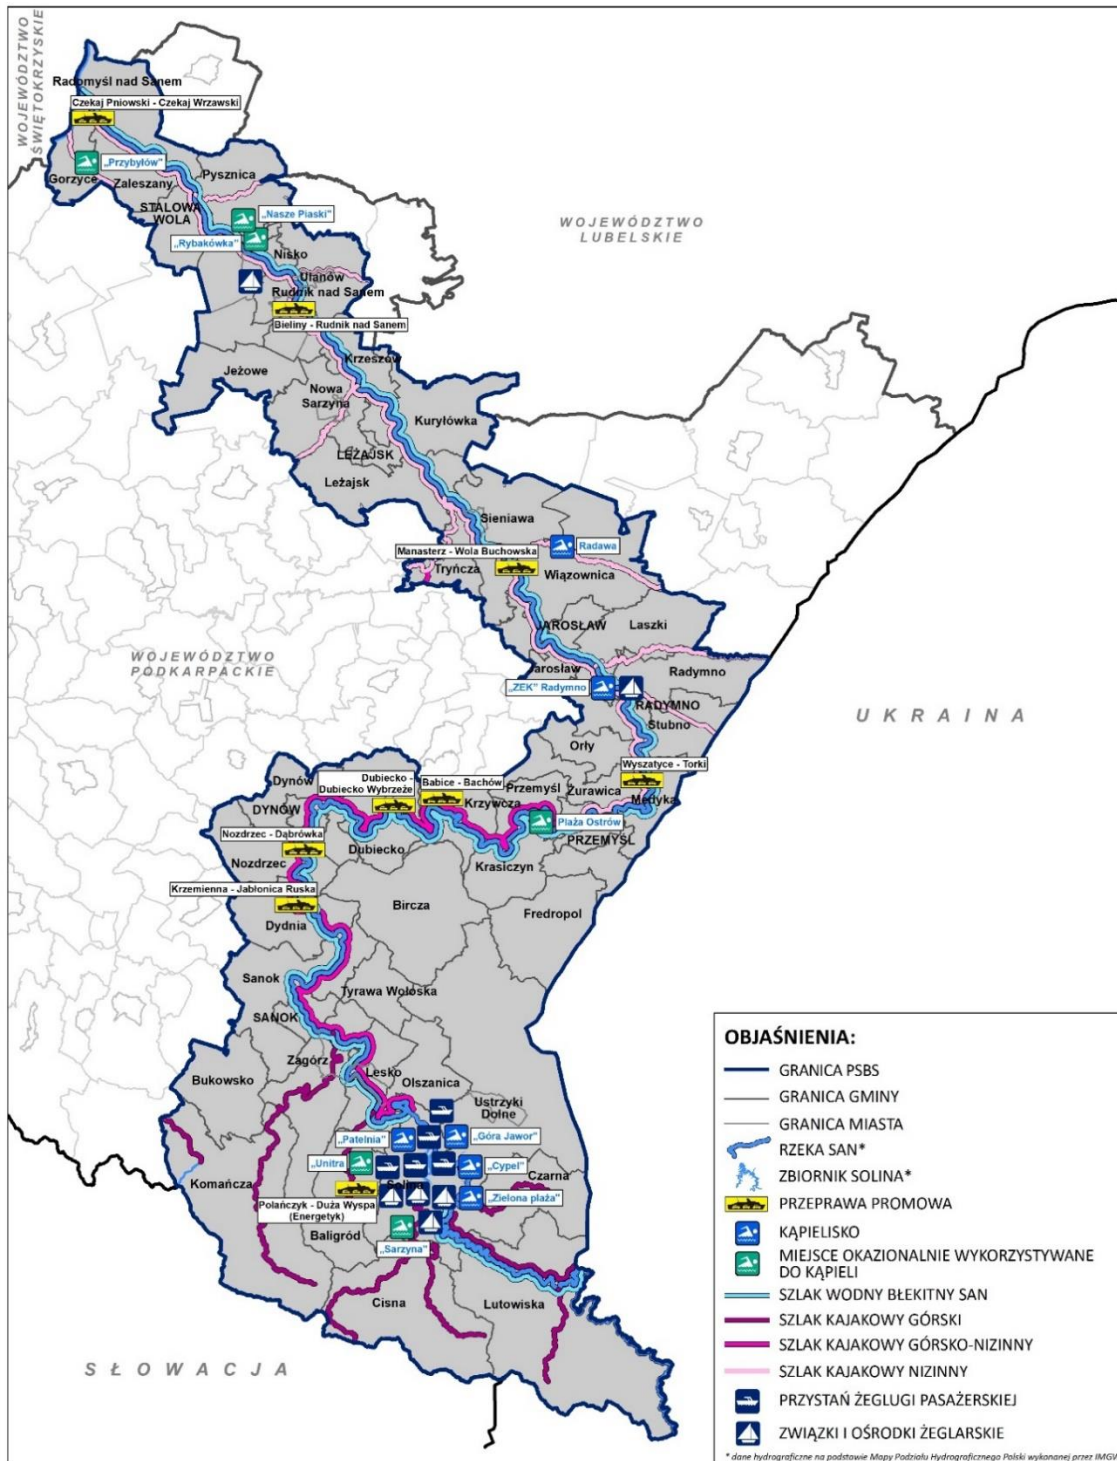 WOJEWÓDZTWO
ŚWIĘTOKRZYSKIE
Radomyśl nad Sanem
Czekaj Pniowski - Czekaj Wrzawski
„Przybyłów”
Gorzyce
Zaleszany
Pysznica
STALOWA
WOLA
„Nasze Piaski”
„Rybakówka”
Nisko
Ulanów
Rudnik nad Sanem
Bieliny - Rudnik nad Sanem
WOJEWÓDZTWO
LUBELSKIE
Krzeszów
Jeżowe
Nowa
Sarzyna
Kuryłówka
LEŻAJSK
Leżajsk
Sieniawa
Radawa
Manasterz - Wola Buchowska
Tryńcza
Wiązownica
JAROSŁAW
Laszki
WOJEWÓDZTWO
PODKARPACKIE
Jarosław
Radymno
„ZEK” Radymno
RADYMNO
Stubno
UKRAINA
Orły
Wyszatyce - Torki
Dynów
Dubiecko -
Dubiecko Wybrzeże
Babice - Bachów
Przemyśl
Żurawica
Medyka
DYNÓW
Krzywcza
Plaża Ostrów
Nozdrzec - Dąbrówka
Dubiecko
PRZEMYŚL
Nozdrzec
Krasiczyn
Krzemienna - Jabłonica Ruska
Bircza
Fredropol
Dydnia
Sanok
Tyrawa Wołoska
SANOK
Zagórz
Lesko
Olszanica
Bukowsko
Ustrzyki
Dolne
„Patelnia”
„Góra Jawor”
„Unitra”
„Cypel”
Czarna
Komańcza
Solina
„Zielona plaża”
Polańczyk - Duża Wyspa
(Energetyk)
Baligród
„Sarzyna”
Cisna
Lutowiska
SŁOWACJA
OBJAŚNIENIA:
GRANICA PSBS
GRANICA GMINY
GRANICA MIASTA
RZEKA SAN*
ZBIORNIK SOLINA*
PRZEPRAWA PROMOWA
KĄPIELISKO
MIEJSCE OKAZJONALNIE WYKORZYSTYWANE
DO KĄPIELI
SZLAK WODNY BŁEKITNY SAN
SZLAK KAJAKOWY GÓRSKI
SZLAK KAJAKOWY GÓRSKO-NIZINNY
SZLAK KAJAKOWY NIZINNY
PRZYSTAŃ ŻEGLUGI PASAŻERSKIEJ
ZWIĄZKI I OŚRODKI ŻEGLARSKIE
* dane hydrograficzne na podstawie Mapy Podziału Hydrograficznego Polski wykonanej przez IMGW